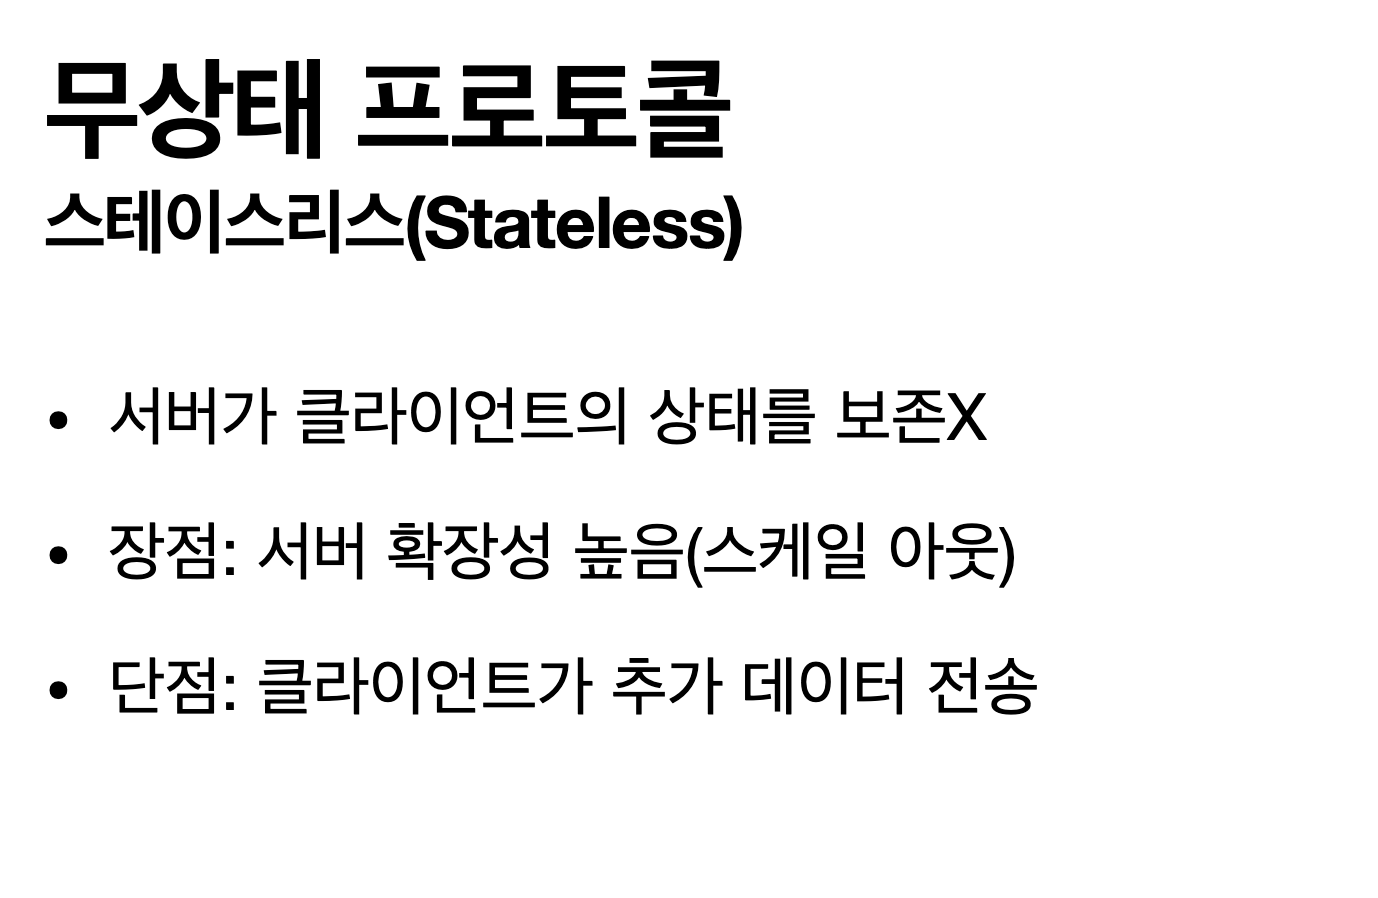 무상태 프로토콜
스테이스리스(Stateless)
• 서버가 클라이언트의 상태를 보존X
• 장점: 서버 확장성 높음(스케일 아웃)
• 단점: 클라이언트가 추가 데이터 전송